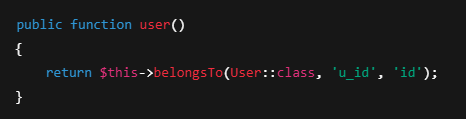 public function user()
{
    return $this->belongsTo(User::class, 'u_id', 'id');
}